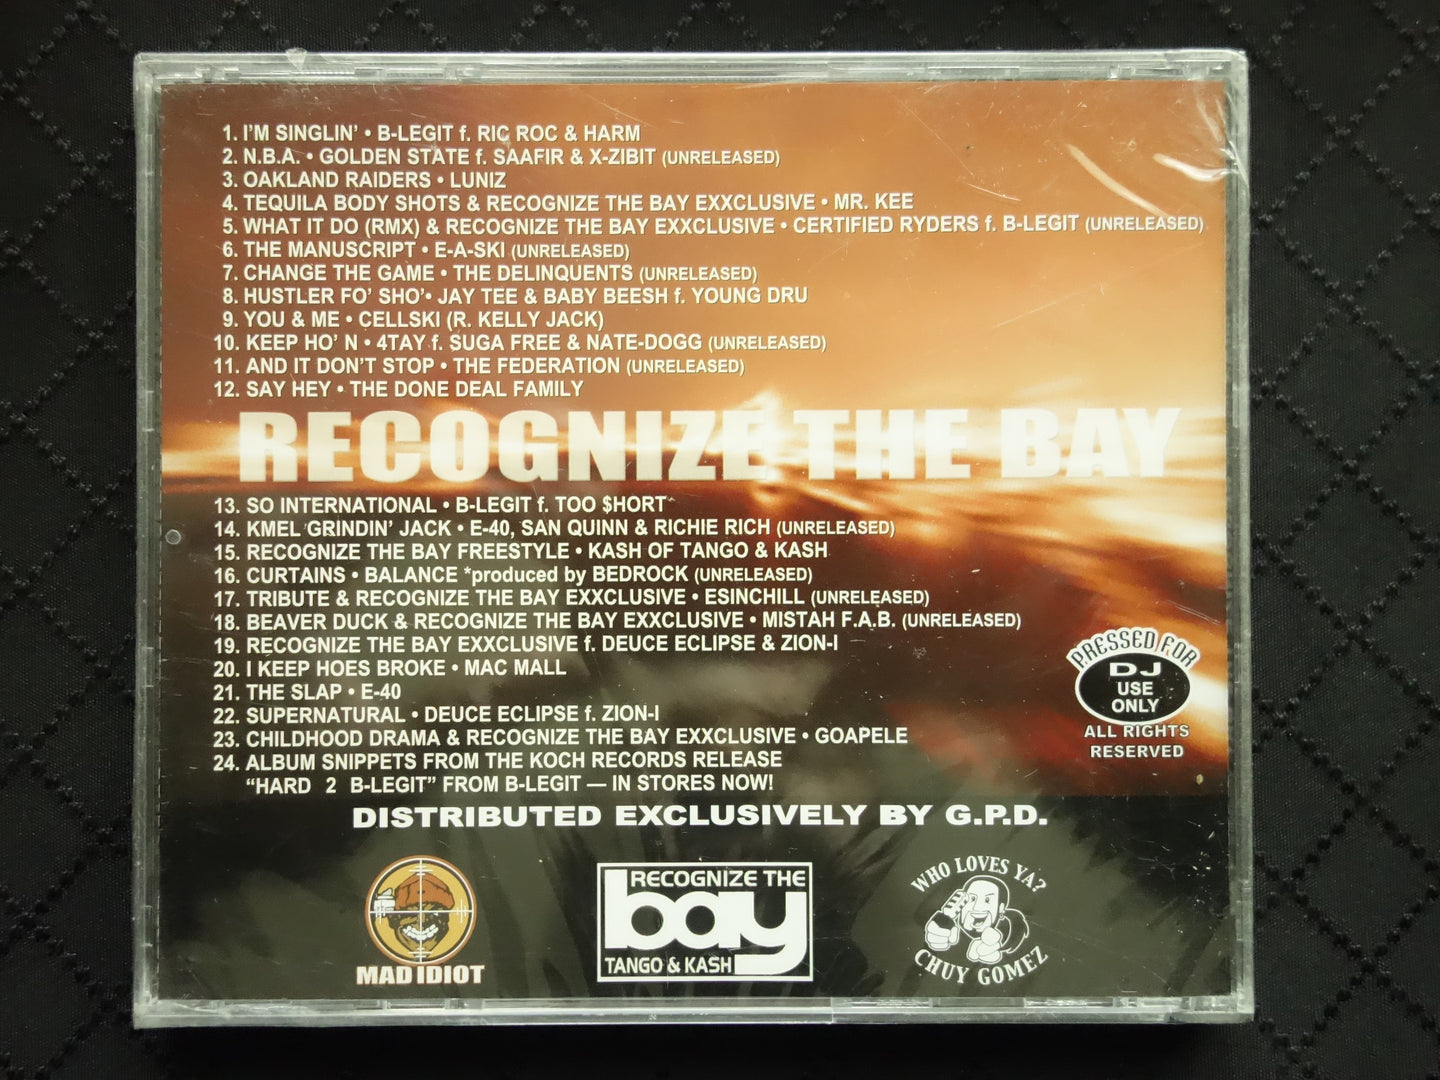 1. I'M SINGLIN' • B-LEGIT f. RIC ROC & HARM
2. N.B.A. • GOLDEN STATE f. SAAFIR & X-ZIBIT (UNRELEASED)
3. OAKLAND RAIDERS • LUNIZ
4. TEQUILA BODY SHOTS & RECOGNIZE THE BAY EXXCLUSIVE • MR. KEE
5. WHAT IT DO (RMX) & RECOGNIZE THE BAY EXXCLUSIVE • CERTIFIED RYDERS f. B-LEGIT (UNRELEASED)
6. THE MANUSCRIPT • E-A-SKI (UNRELEASED)
7. CHANGE THE GAME • THE DELINQUENTS (UNRELEASED)
8. HUSTLER FO' SHO'• JAY TEE & BABY BEESH f. YOUNG DRU
9. YOU & ME • CELLSKI (R. KELLY JACK)
10. KEEP HO' N • 4TAY f. SUGA FREE & NATE-DOGG (UNRELEASED)
11. AND IT DON'T STOP • THE FEDERATION (UNRELEASED)
12. SAY HEY • THE DONE DEAL FAMILY
RECOGNIZE THE BAY
13. SO INTERNATIONAL • B-LEGIT f. TOO $HORT
14. KMEL GRINDIN' JACK • E-40, SAN QUINN & RICHIE RICH (UNRELEASED)
15. RECOGNIZE THE BAY FREESTYLE • KASH OF TANGO & KASH
16. CURTAINS • BALANCE *produced by BEDROCK (UNRELEASED)
17. TRIBUTE & RECOGNIZE THE BAY EXXCLUSIVE • ESINCHILL (UNRELEASED)
18. BEAVER DUCK & RECOGNIZE THE BAY EXXCLUSIVE • MISTAH F.A.B. (UNRELEASED)
19. RECOGNIZE THE BAY EXXCLUSIVE f. DEUCE ECLIPSE & ZION-I
20. I KEEP HOES BROKE • MAC MALL
21. THE SLAP • E-40
22. SUPERNATURAL • DEUCE ECLIPSE f. ZION-I
23. CHILDHOOD DRAMA & RECOGNIZE THE BAY EXXCLUSIVE • GOAPELE
24. ALBUM SNIPPETS FROM THE KOCH RECORDS RELEASE
"HARD 2 B-LEGIT" FROM B-LEGIT — IN STORES NOW!
PRESSED FOR
DJ
USE
ONLY
ALL RIGHTS
RESERVED
DISTRIBUTED EXCLUSIVELY BY G.P.D.
MAD IDIOT
RECOGNIZE THE
bay
TANGO & KASH
WHO LOVES YA?
CHUY GOMEZ